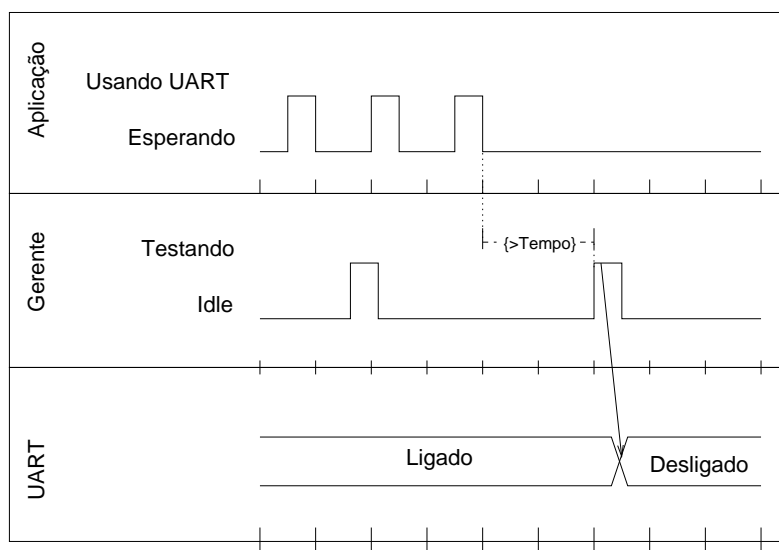 Aplicação
Usando UART
Esperando
Gerente
Testando
{>Tempo}
Idle
UART
Ligado
Desligado